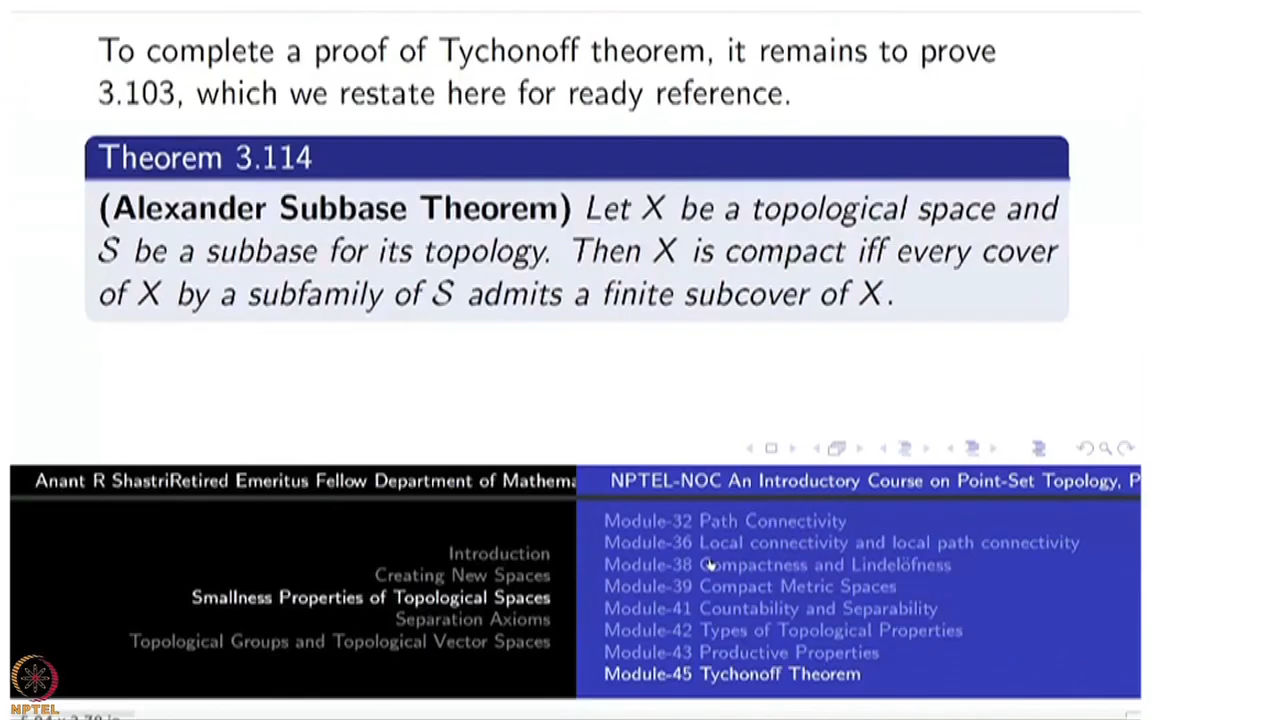 To complete a proof of Tychonoff theorem, it remains to prove
3.103, which we restate here for ready reference.
Theorem 3.114
(Alexander Subbase Theorem) Let X be a topological space and
S be a subbase for its topology. Then X is compact iff every cover
of X by a subfamily of S admits a finite subcover of X.
Anant R ShastriRetired Emeritus Fellow Department of Mathema
NPTEL-NOC An Introductory Course on Point-Set Topology, P
Introduction
Creating New Spaces
Smallness Properties of Topological Spaces
Separation Axioms
Topological Groups and Topological Vector Spaces
Module-32 Path Connectivity
Module-36 Local connectivity and local path connectivity
Module-38 Compactness and Lindelöfness
Module-39 Compact Metric Spaces
Module-41 Countability and Separability
Module-42 Types of Topological Properties
Module-43 Productive Properties
Module-45 Tychonoff Theorem
NPTEL